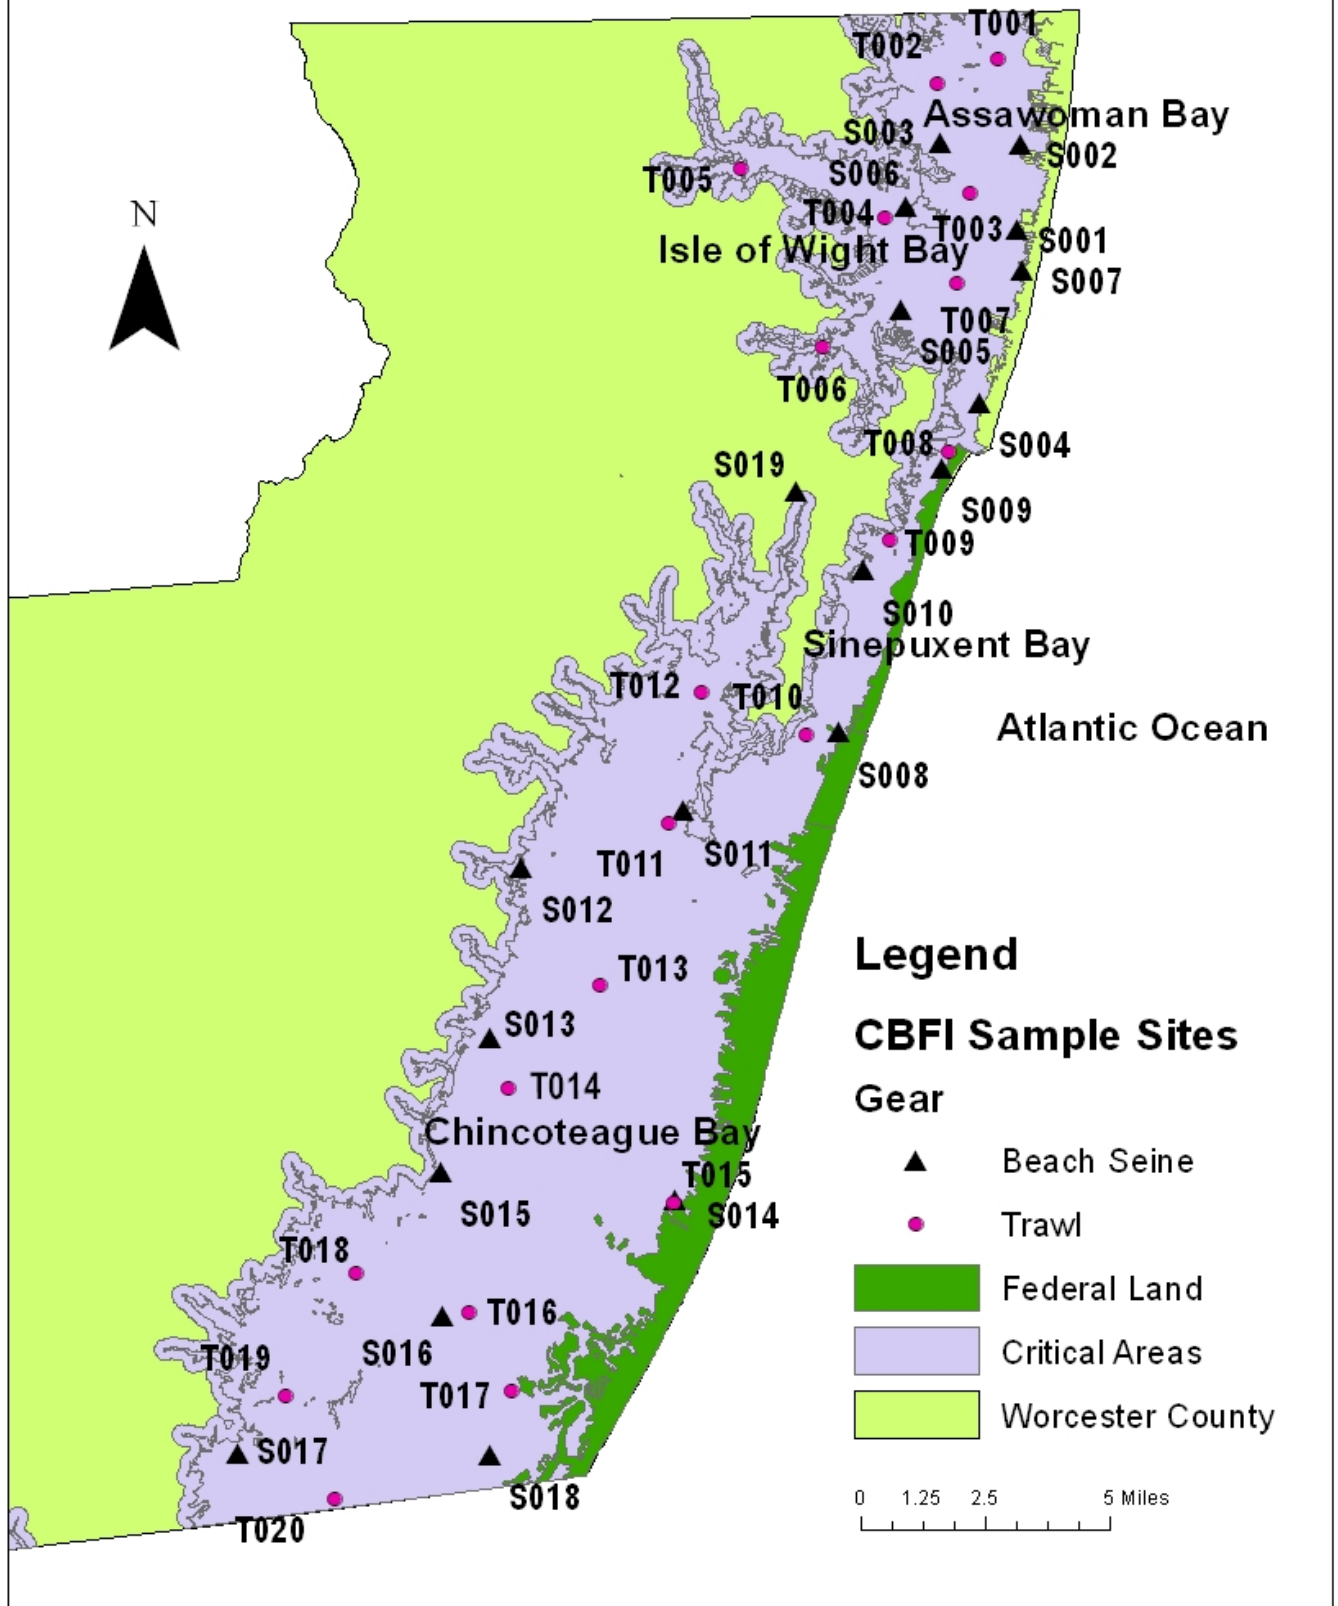 T001
T002
Assawoman Bay
S003
S002
S006
T005
T004
T003
S001
Isle of Wight Bay
S007
T007
S005
T006
T008
S004
S019
S009
T009
S010
Sinepuxent Bay
T012
T010
Atlantic Ocean
S008
S011
T011
S012
T013
S013
T014
Chincoteague Bay
T015
S014
S015
T018
T016
S016
T019
T017
S017
S018
T020
N
Legend
CBFI Sample Sites
Gear
Beach Seine
Trawl
Federal Land
Critical Areas
Worcester County
0 1.25 2.5 5 Miles